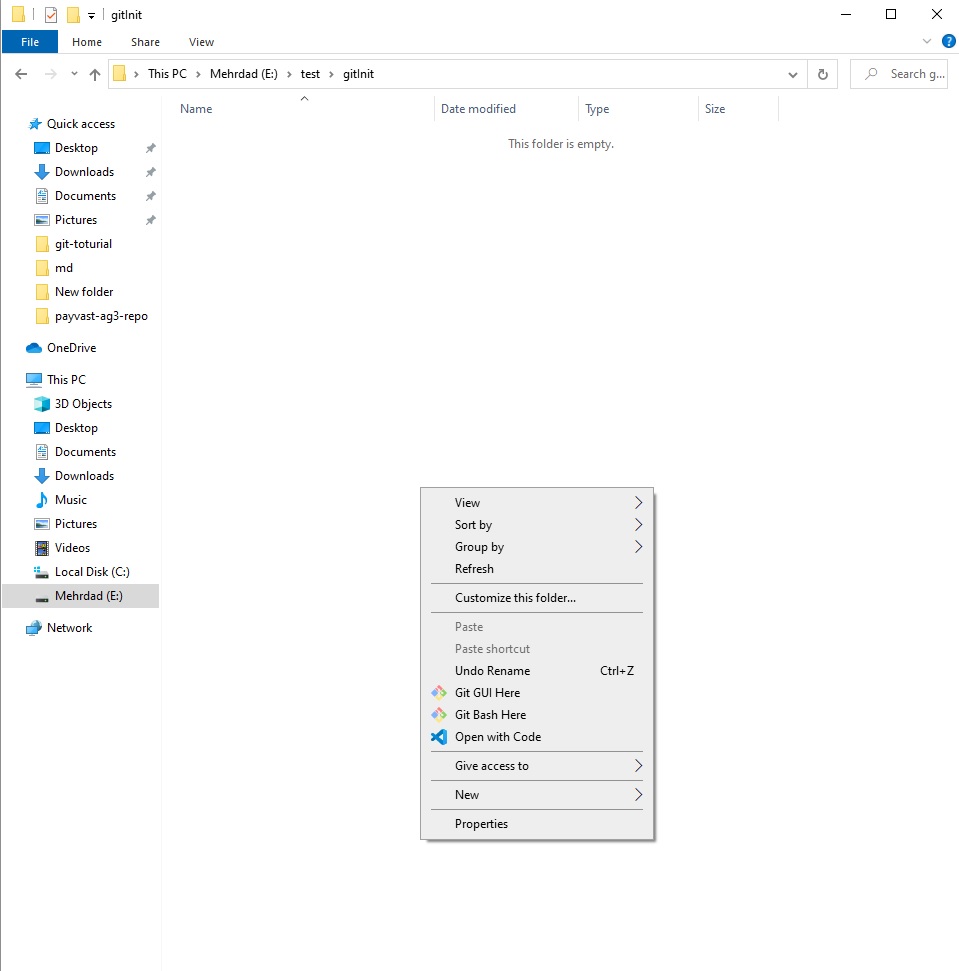 gitInit
File Home Share View
This PC Mehrdad (E:) test gitInit
Search g...
Name Date modified Type Size
This folder is empty.
Quick access
Desktop
Downloads
Documents
Pictures
git-toturial
md
New folder
payvast-ag3-repo
OneDrive
This PC
3D Objects
Desktop
Documents
Downloads
Music
Pictures
Videos
Local Disk (C:)
Mehrdad (E:)
Network
View
Sort by
Group by
Refresh
Customize this folder...
Paste
Paste shortcut
Undo Rename Ctrl+Z
Git GUI Here
Git Bash Here
Open with Code
Give access to
New
Properties